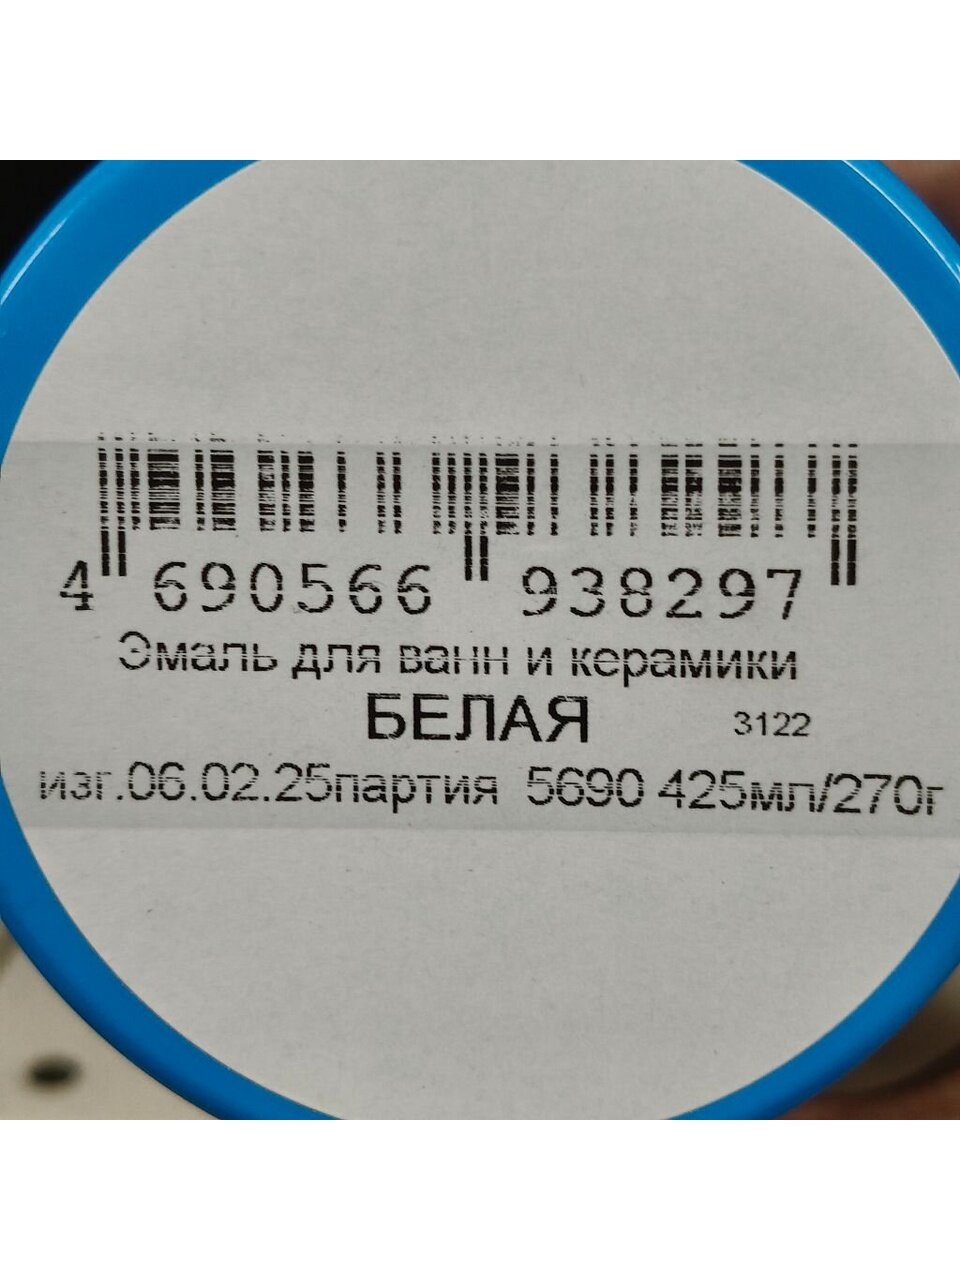 4 690566 938297
Эмаль для ванн и керамики
БЕЛАЯ 3122
изг.06.02.25партия 5690 425мл/270г